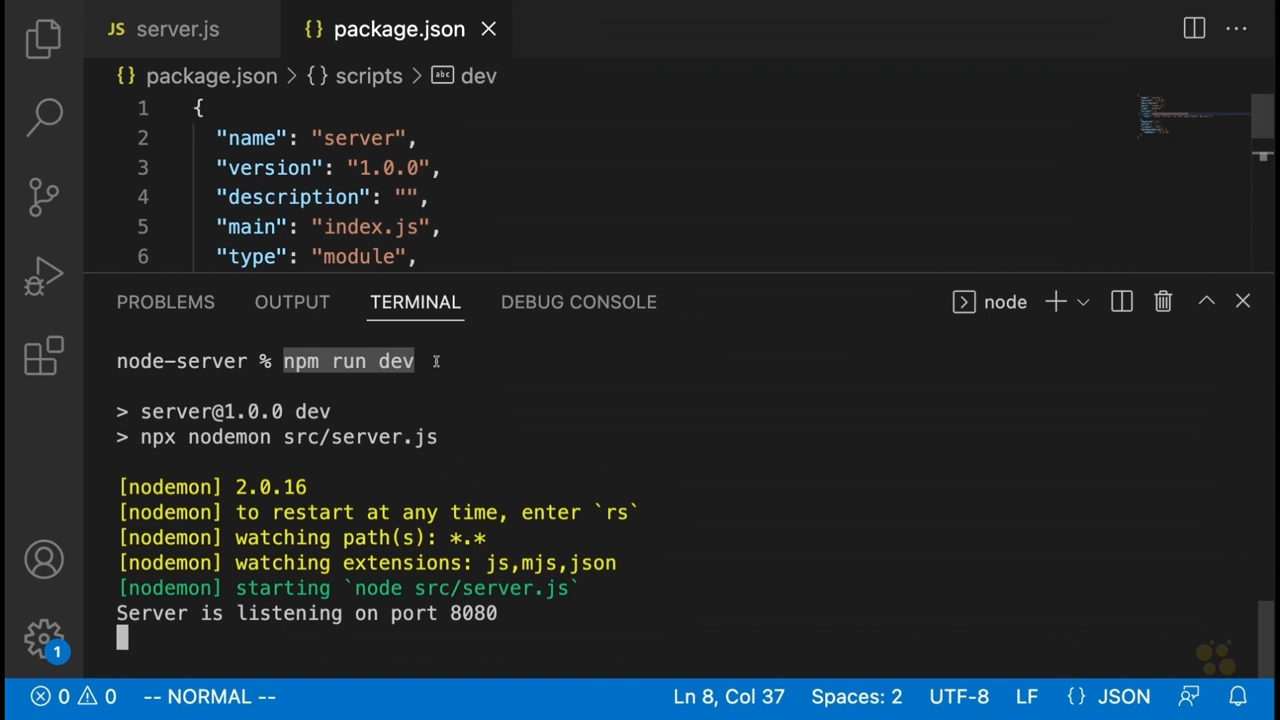 JS server.js
{} package.json
{} package.json > {} scripts > abc dev
1 {
2 "name": "server",
3 "version": "1.0.0",
4 "description": "",
5 "main": "index.js",
6 "type": "module",
PROBLEMS OUTPUT TERMINAL DEBUG CONSOLE
node
node-server % npm run dev
> server@1.0.0 dev
> npx nodemon src/server.js
[nodemon] 2.0.16
[nodemon] to restart at any time, enter `rs`
[nodemon] watching path(s): *.*
[nodemon] watching extensions: js,mjs,json
[nodemon] starting `node src/server.js`
Server is listening on port 8080
1
0 0 -- NORMAL -- Ln 8, Col 37 Spaces: 2 UTF-8 LF {} JSON